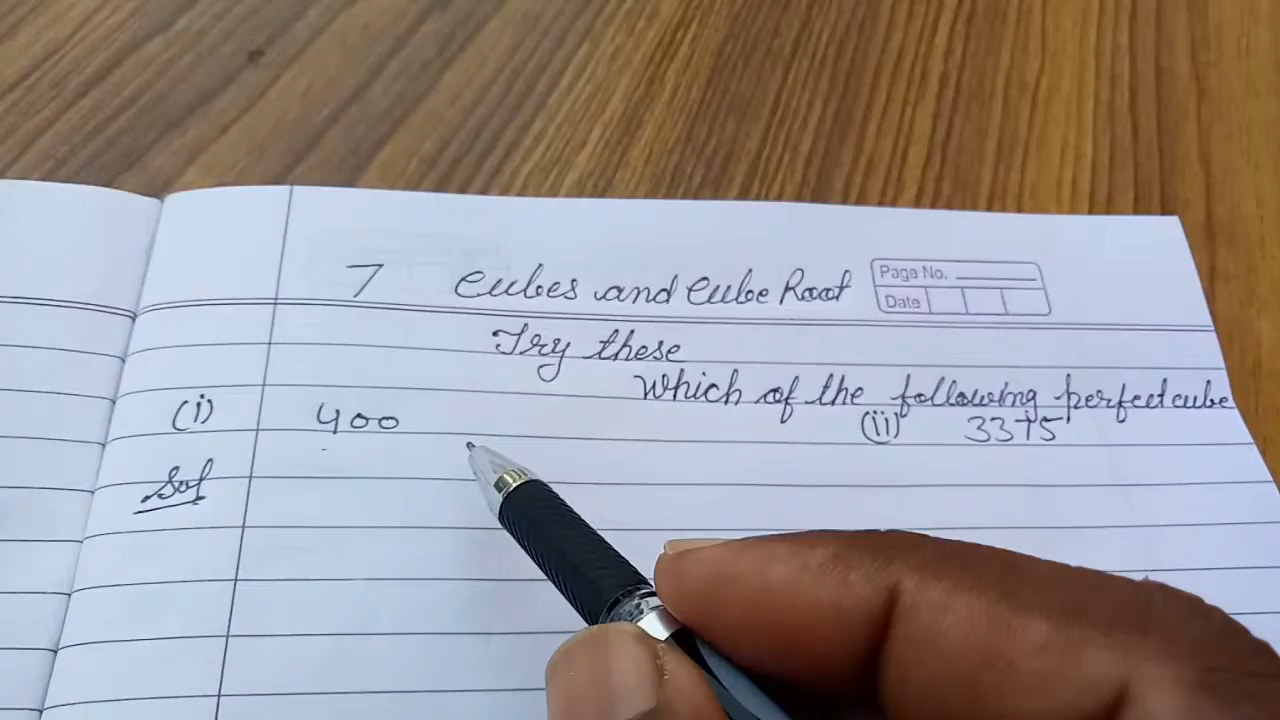 7 Cubes and Cube Root
Page No.
Date
Try these
Which of the following perfect cube
(i) 400 (ii) 3375
Sol